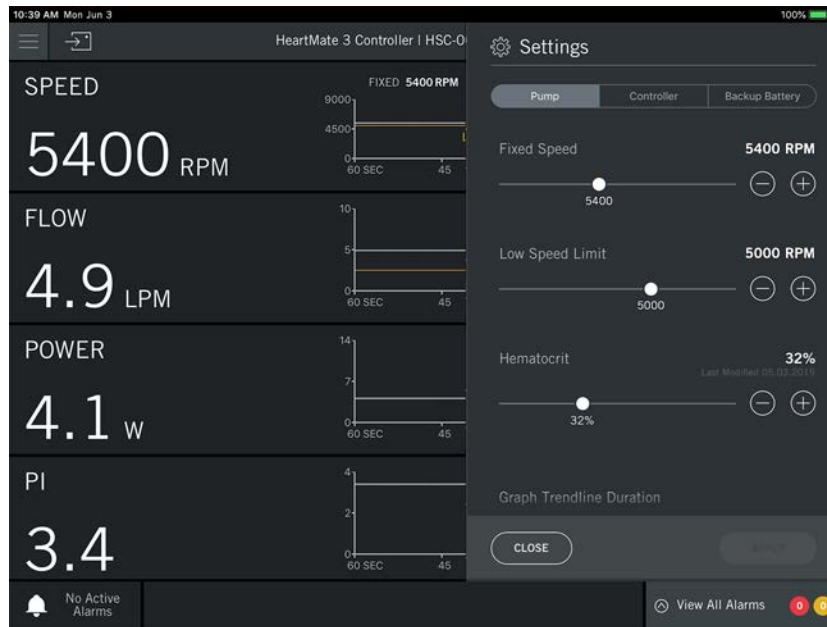 10:39 AM Mon Jun 3
100%
HeartMate 3 Controller | HSC-0
SPEED
FIXED 5400 RPM
5400 RPM
9000
4500
L
0
60 SEC
45
FLOW
4.9 LPM
10
5
0
60 SEC
45
POWER
4.1 W
14
7
0
60 SEC
45
PI
3.4
4
2
0
60 SEC
45
Settings
Pump
Controller
Backup Battery
Fixed Speed
5400 RPM
5400
Low Speed Limit
5000 RPM
5000
Hematocrit
32%
Last Modified 05.03.2019
32%
Graph Trendline Duration
CLOSE
No Active
Alarms
View All Alarms
0
0